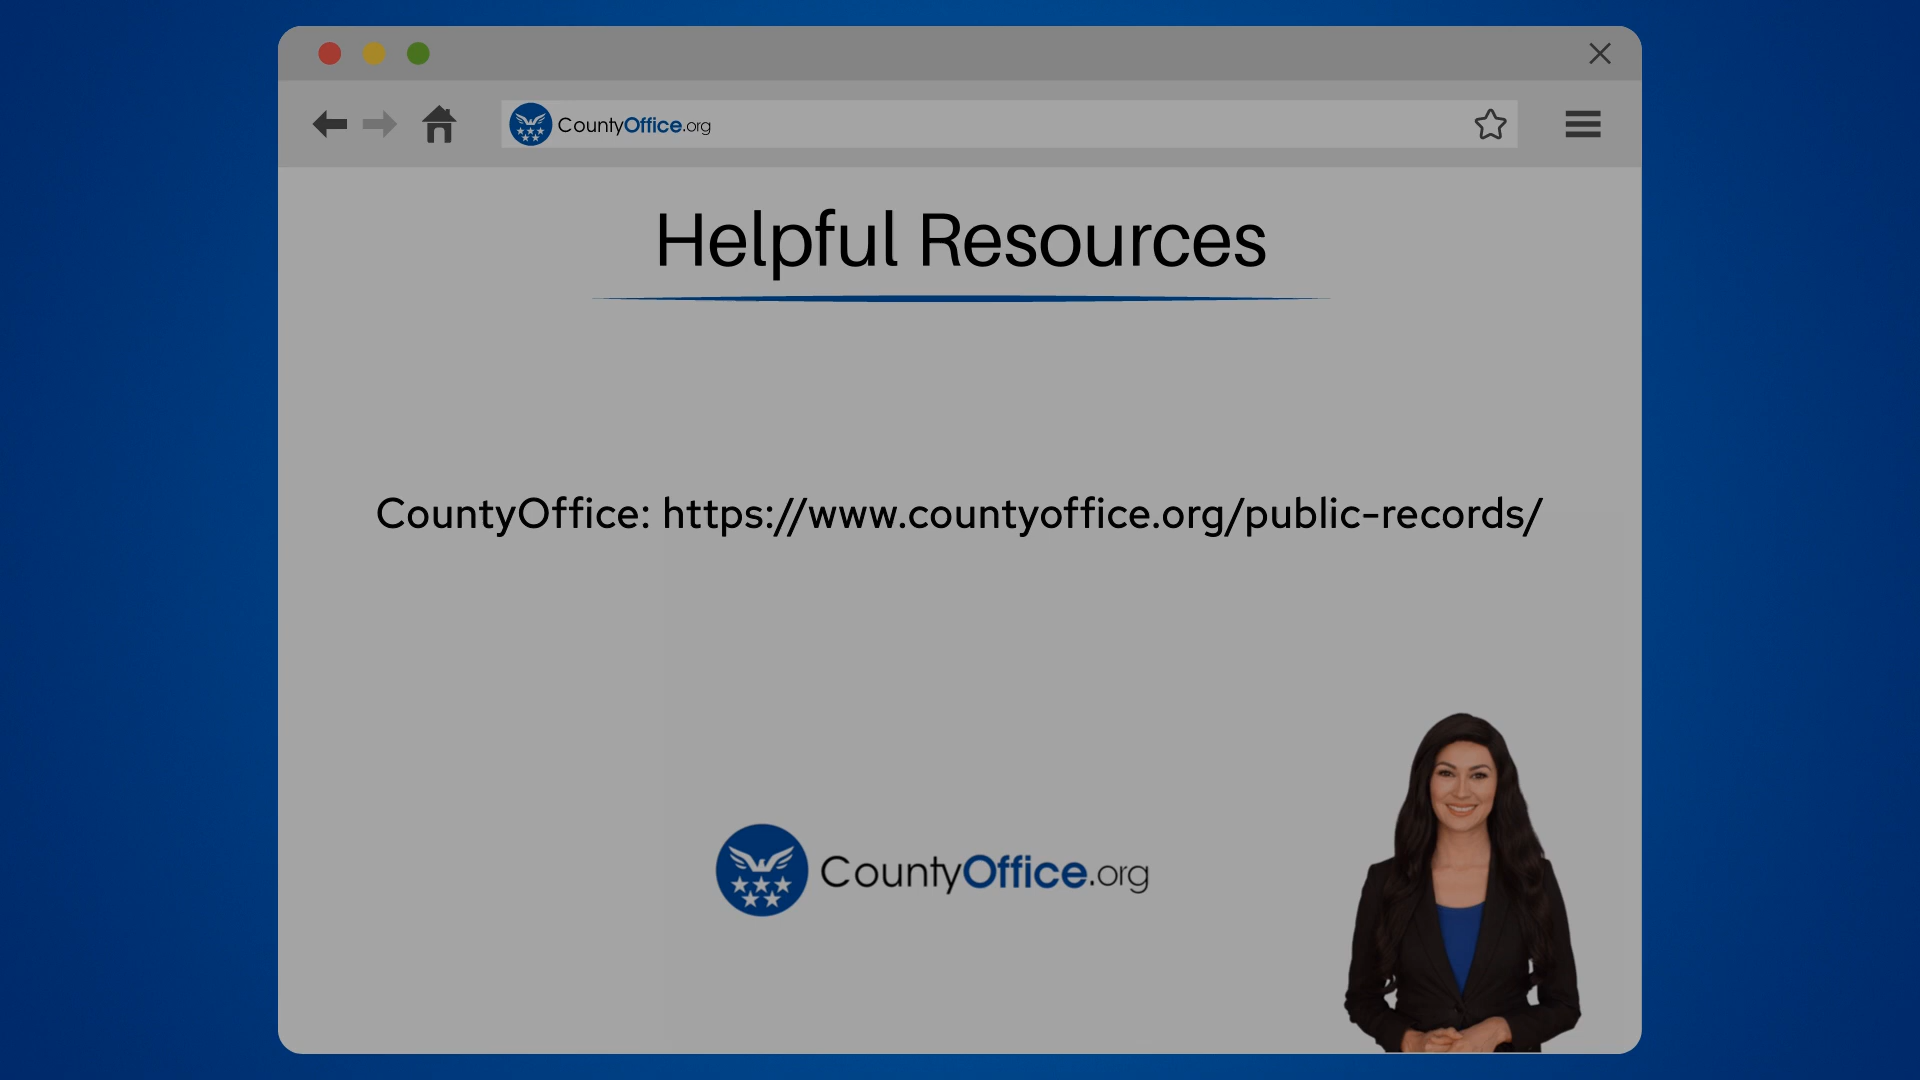 CountyOffice.org
Helpful Resources
CountyOffice: https://www.countyoffice.org/public-records/
CountyOffice.org